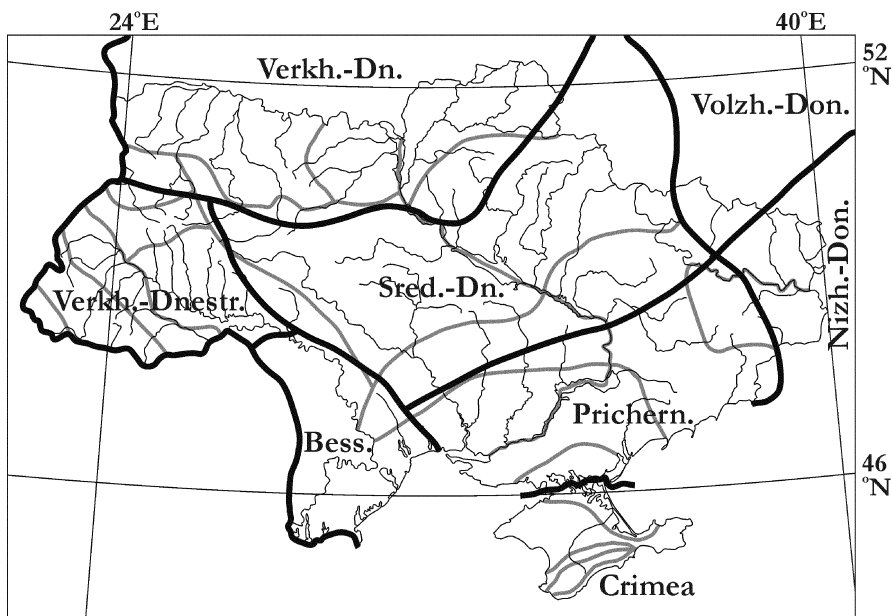 24°E
40°E
52
°N
Verkh.-Dn.
Volzh.-Don.
Nizh.-Don.
Sred.-Dn.
Verkh.-Dnestr.
Prichern.
Bess.
46
°N
Crimea